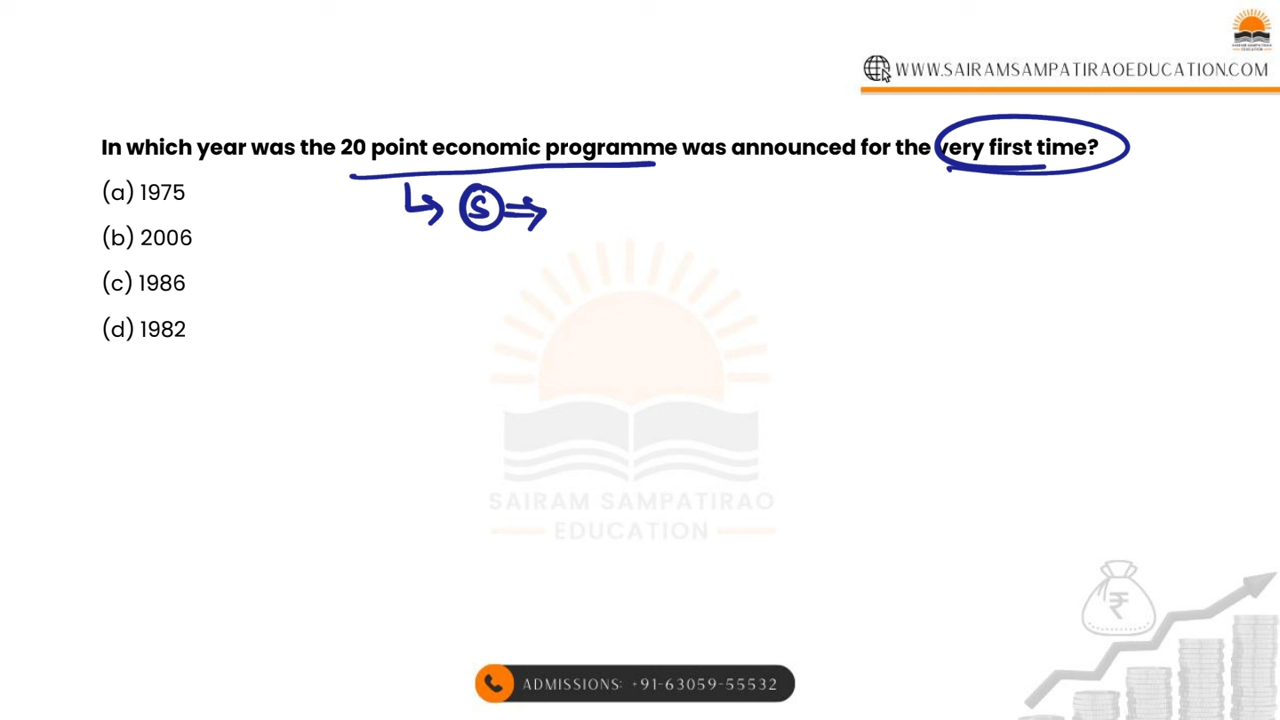 WWW.SAIRAMSAMPATIRAOEDUCATION.COM
In which year was the 20 point economic programme was announced for the very first time?
(a) 1975
S
(b) 2006
(c) 1986
(d) 1982
₹
SAIRAM SAMPATIRAO
EDUCATION
ADMISSIONS: +91-63059-55532